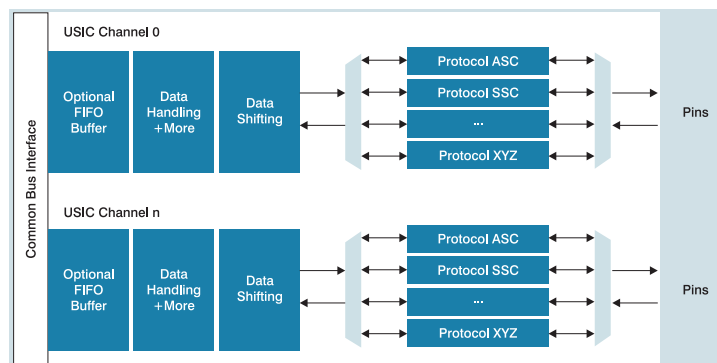 Common Bus Interface
USIC Channel 0
Optional
FIFO
Buffer
Data
Handling
+More
Data
Shifting
Protocol ASC
Protocol SSC
...
Protocol XYZ
Pins
USIC Channel n
Optional
FIFO
Buffer
Data
Handling
+More
Data
Shifting
Protocol ASC
Protocol SSC
...
Protocol XYZ
Pins